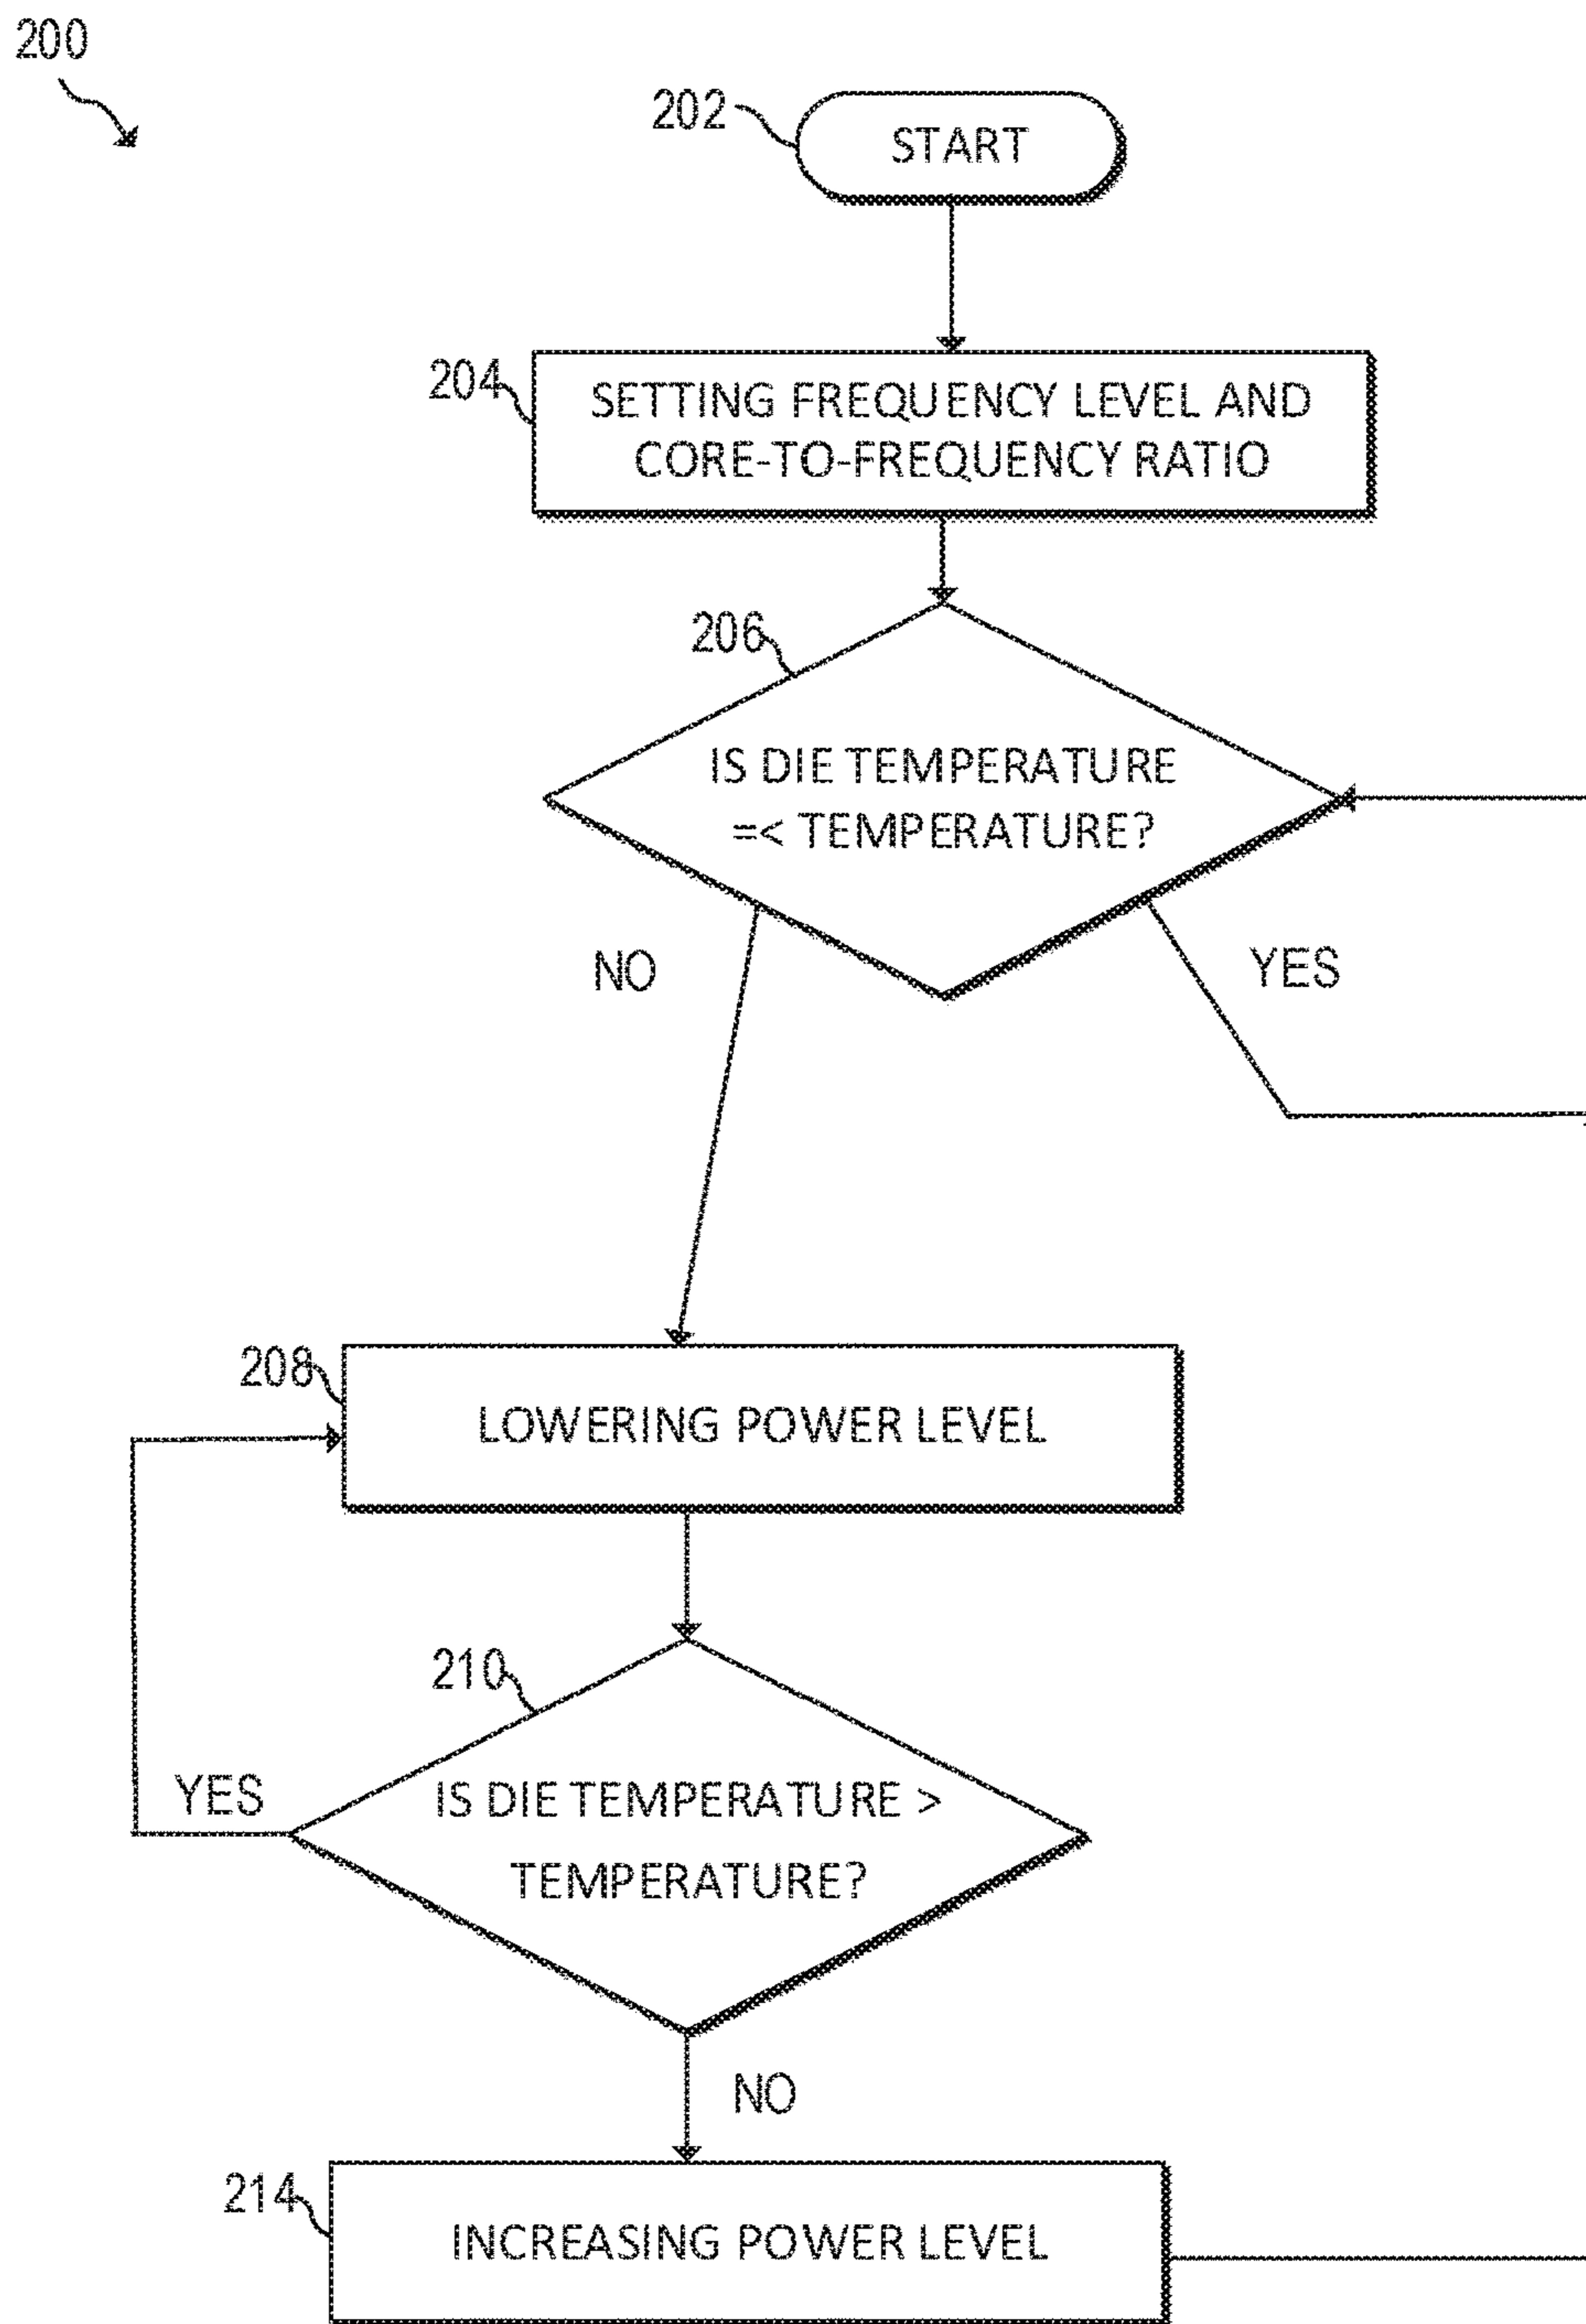 200
202
START
204
SETTING FREQUENCY LEVEL AND
CORE-TO-FREQUENCY RATIO
206
IS DIE TEMPERATURE
=< TEMPERATURE?
NO
YES
208
LOWERING POWER LEVEL
210
YES
IS DIE TEMPERATURE >
TEMPERATURE?
NO
214
INCREASING POWER LEVEL